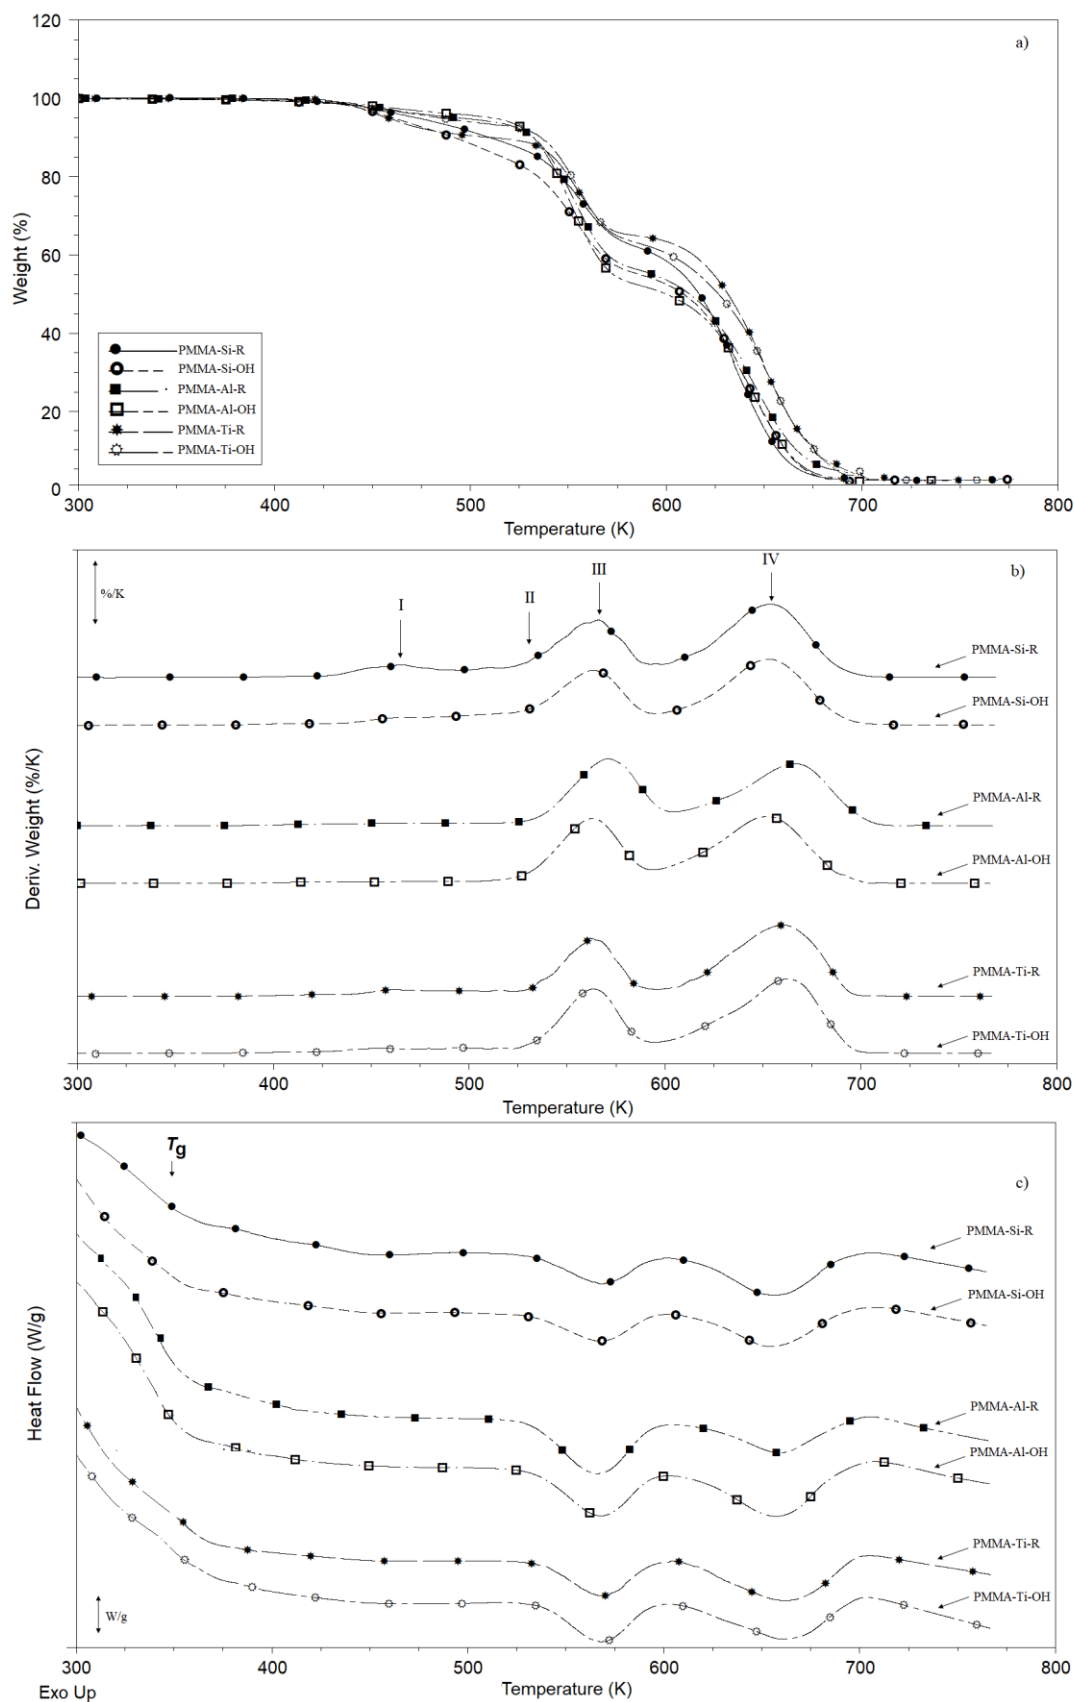 a)
120
100
80
60
40
20
0
Weight (%)
PMMA-Si-R
PMMA-Si-OH
PMMA-Al-R
PMMA-Al-OH
PMMA-Ti-R
PMMA-Ti-OH
300 400 500 600 700 800
Temperature (K)
b)
%/K
I
II
III
IV
PMMA-Si-R
PMMA-Si-OH
PMMA-Al-R
PMMA-Al-OH
PMMA-Ti-R
PMMA-Ti-OH
Deriv. Weight (%/K)
300 400 500 600 700 800
Temperature (K)
Tg
c)
PMMA-Si-R
PMMA-Si-OH
PMMA-Al-R
PMMA-Al-OH
PMMA-Ti-R
PMMA-Ti-OH
Heat Flow (W/g)
W/g
300 400 500 600 700 800
Exo Up
Temperature (K)